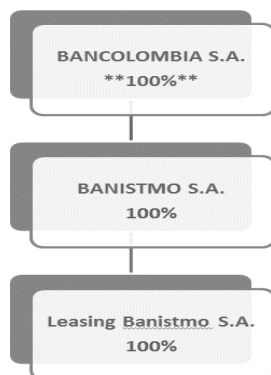 BANCOLOMBIA S.A.
**100%**
BANISTMO S.A.
100%
Leasing Banistmo S.A.
100%